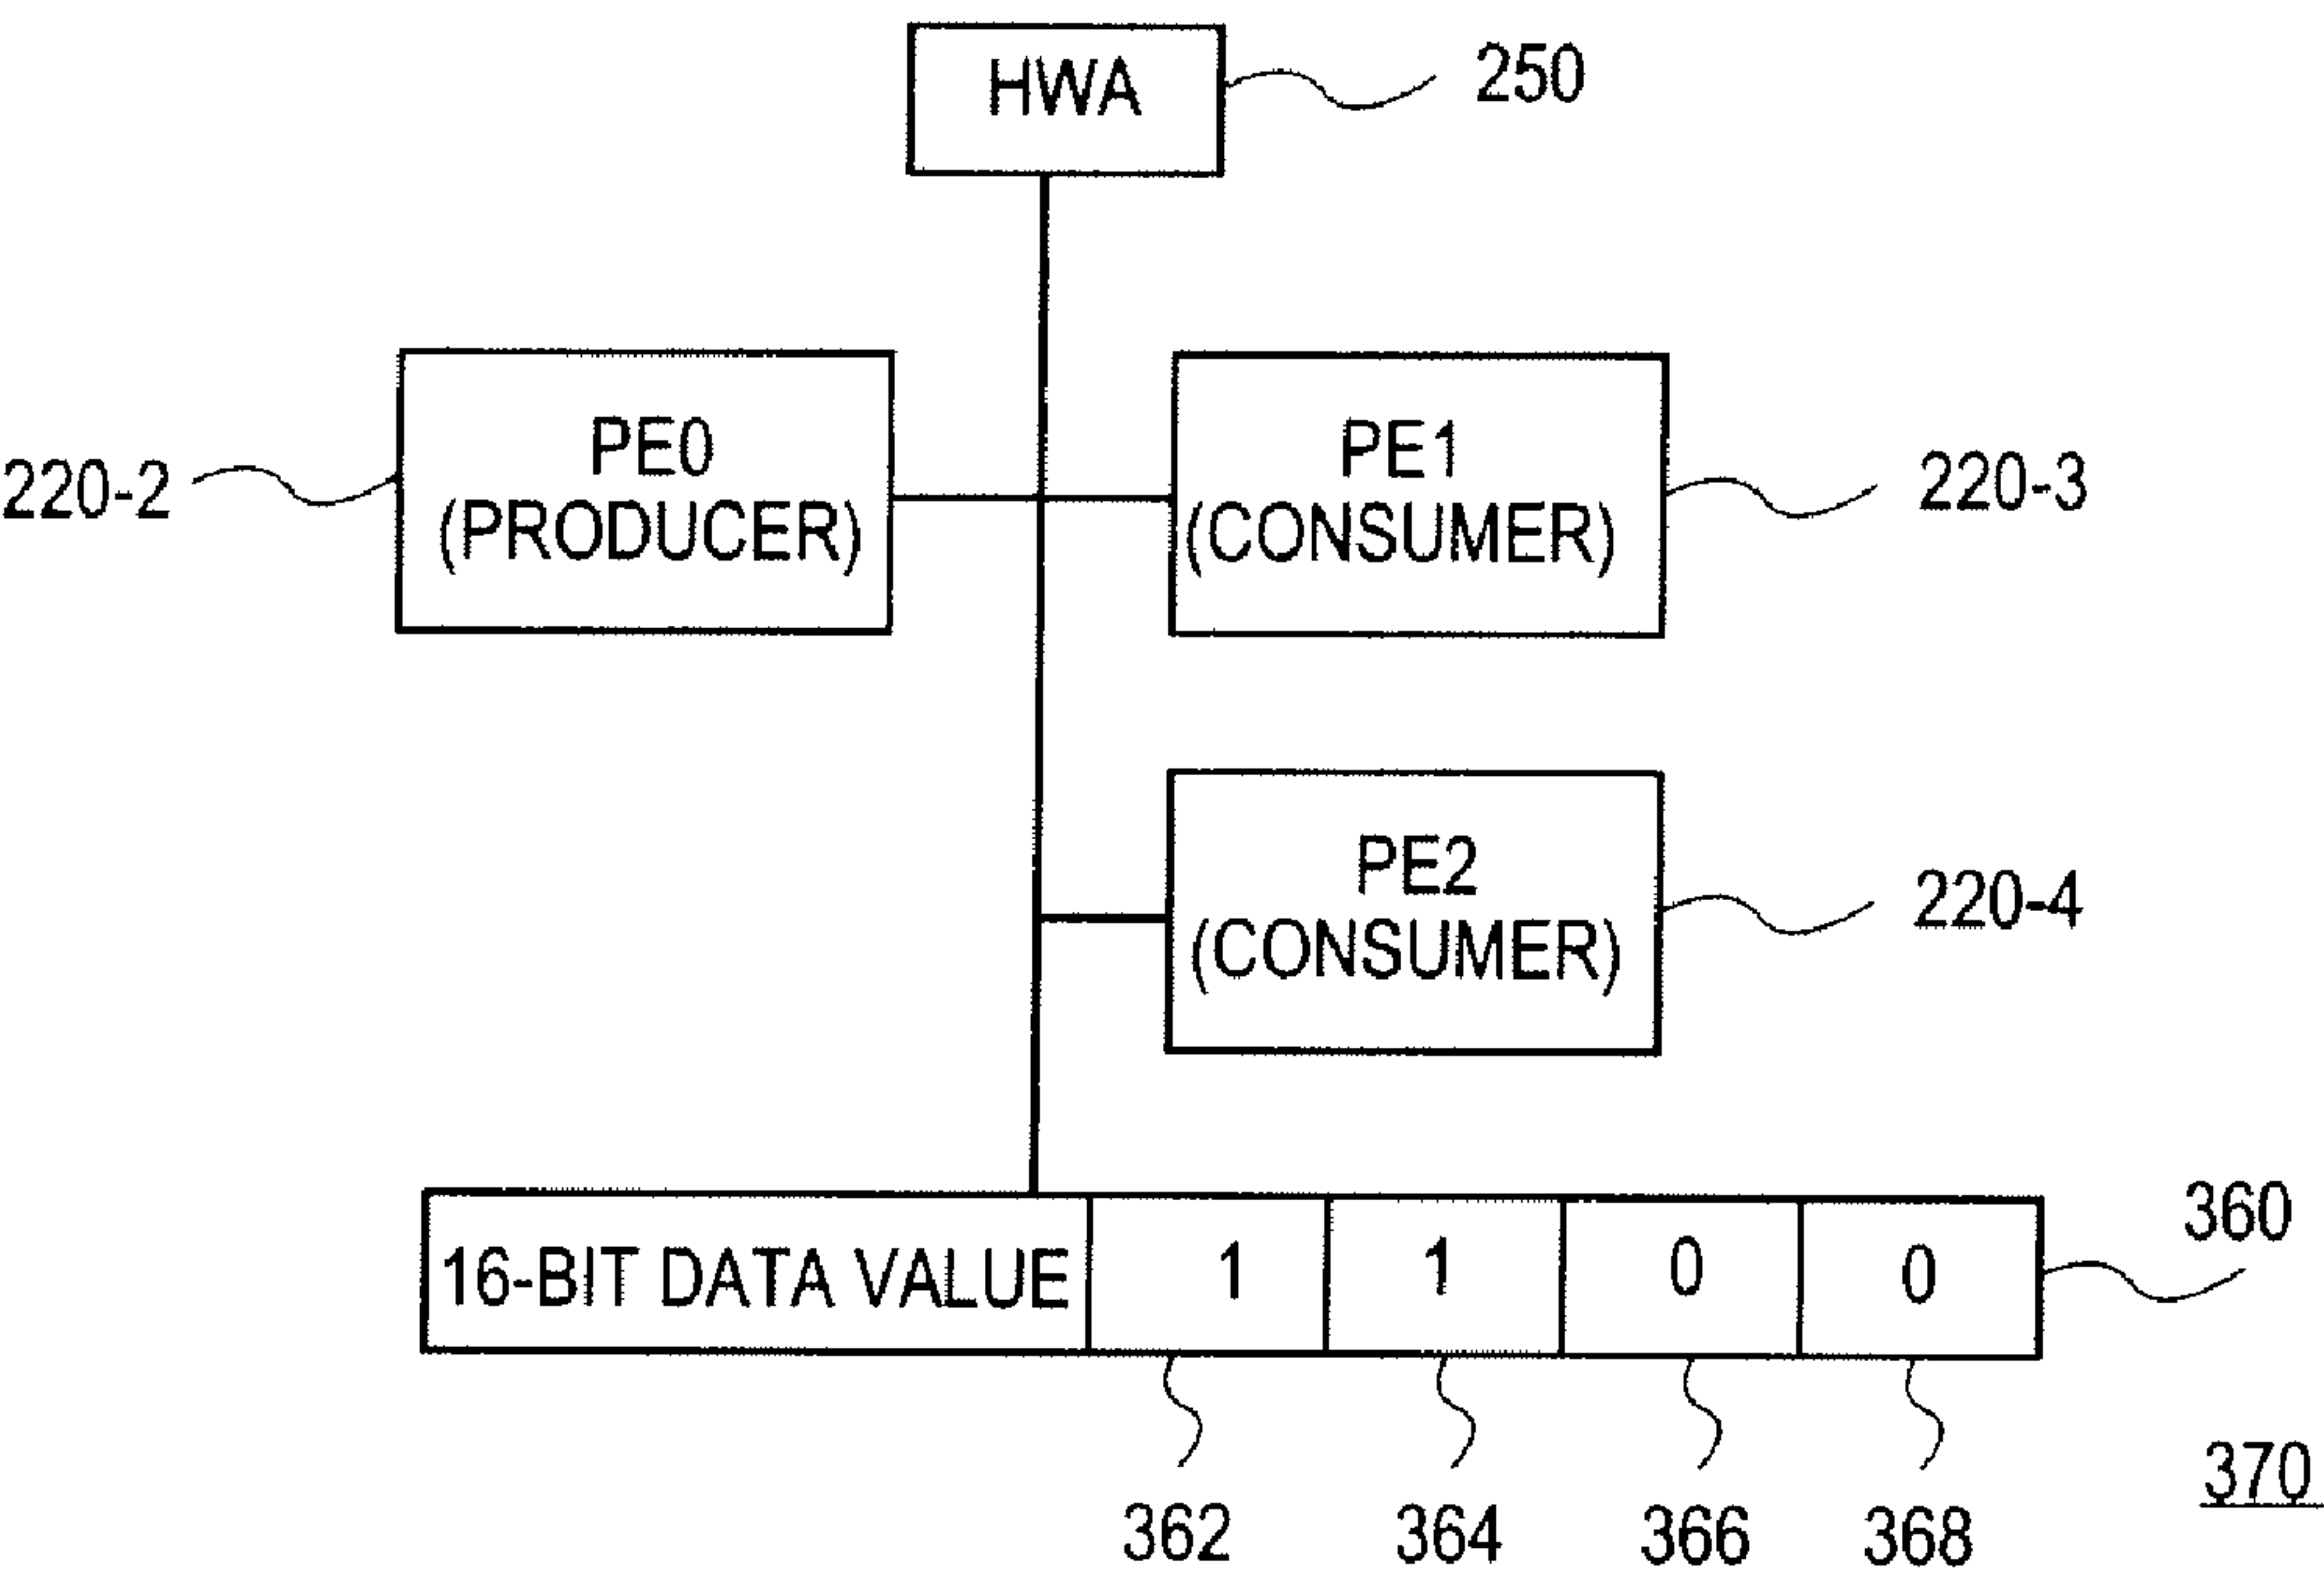 HWA
250
PE0
(PRODUCER)
220-2
PE1
(CONSUMER)
220-3
PE2
(CONSUMER)
220-4
16-BIT DATA VALUE 1 1 0 0
360
362 364 366 368
370